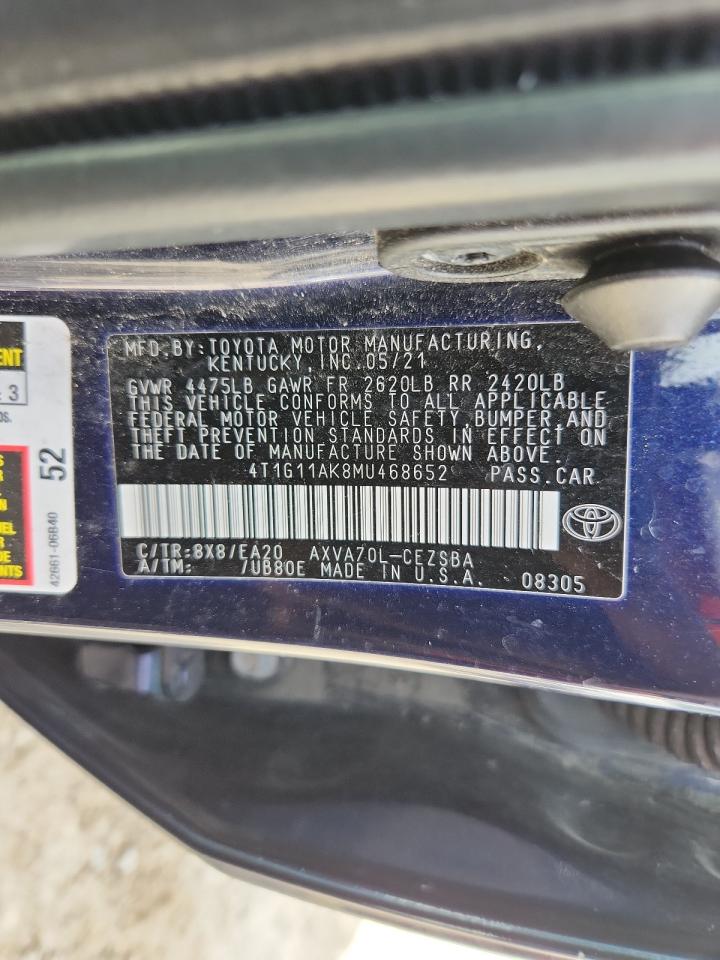 MFD.BY:TOYOTA MOTOR MANUFACTURING,
KENTUCKY, INC.05/21
GVWR 4475LB GAWR FR 2620LB RR 2420LB
THIS VEHICLE CONFORMS TO ALL APPLICABLE
FEDERAL MOTOR VEHICLE SAFETY,BUMPER,AND
THEFT PREVENTION STANDARDS IN EFFECT ON
THE DATE OF MANUFACTURE SHOWN ABOVE.
4T1G11AK8MU468652 PASS.CAR
C/TR:8X8/EA20 AXVA70L-CEZSBA
A/TM: /UB80E MADE IN U.S.A. 08305
3
52
42661-06B40